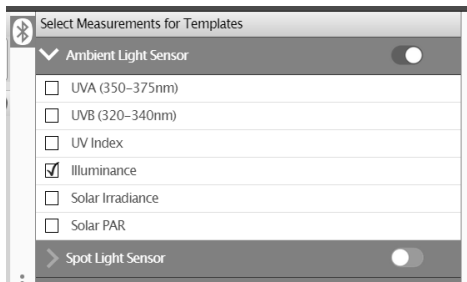 Select Measurements for Templates
Ambient Light Sensor
UVA (350-375nm)
UVB (320-340nm)
UV Index
Illuminance
Solar Irradiance
Solar PAR
Spot Light Sensor